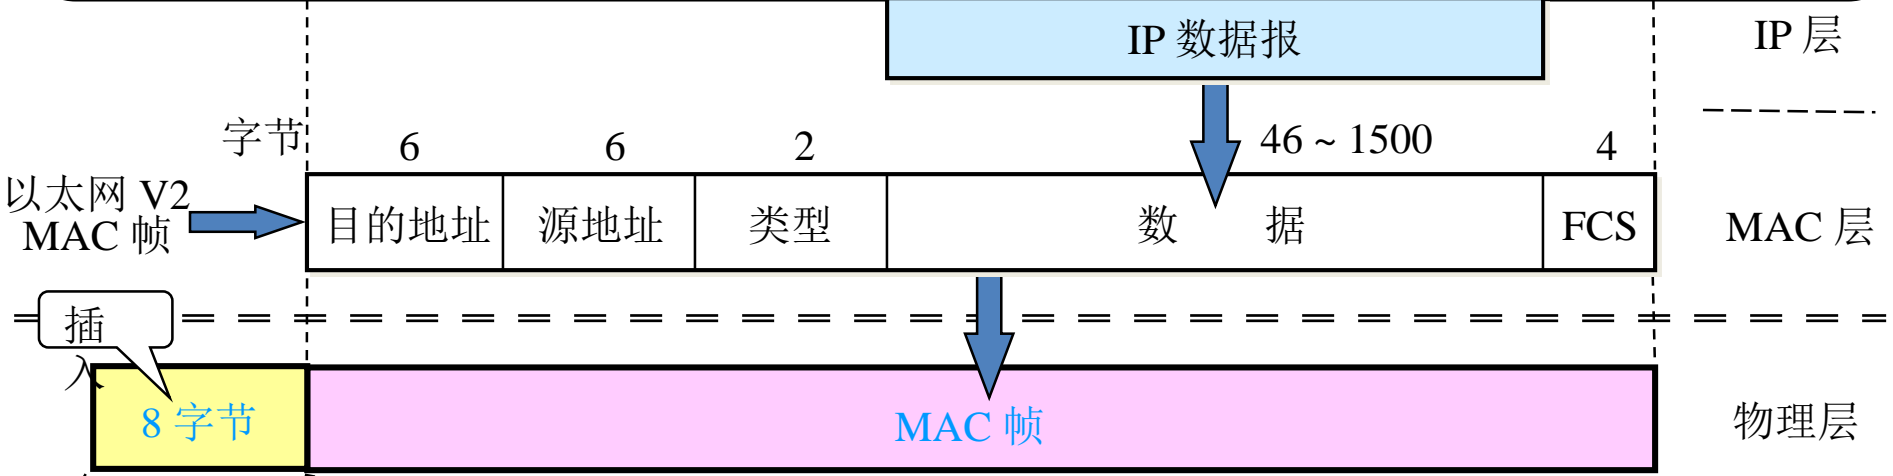 IP 数据报
IP 层
字节
6
6
2
46 ~ 1500
4
以太网 V2
MAC 帧
目的地址
源地址
类型
数 据
FCS
MAC 层
插
入
8 字节
MAC 帧
物理层